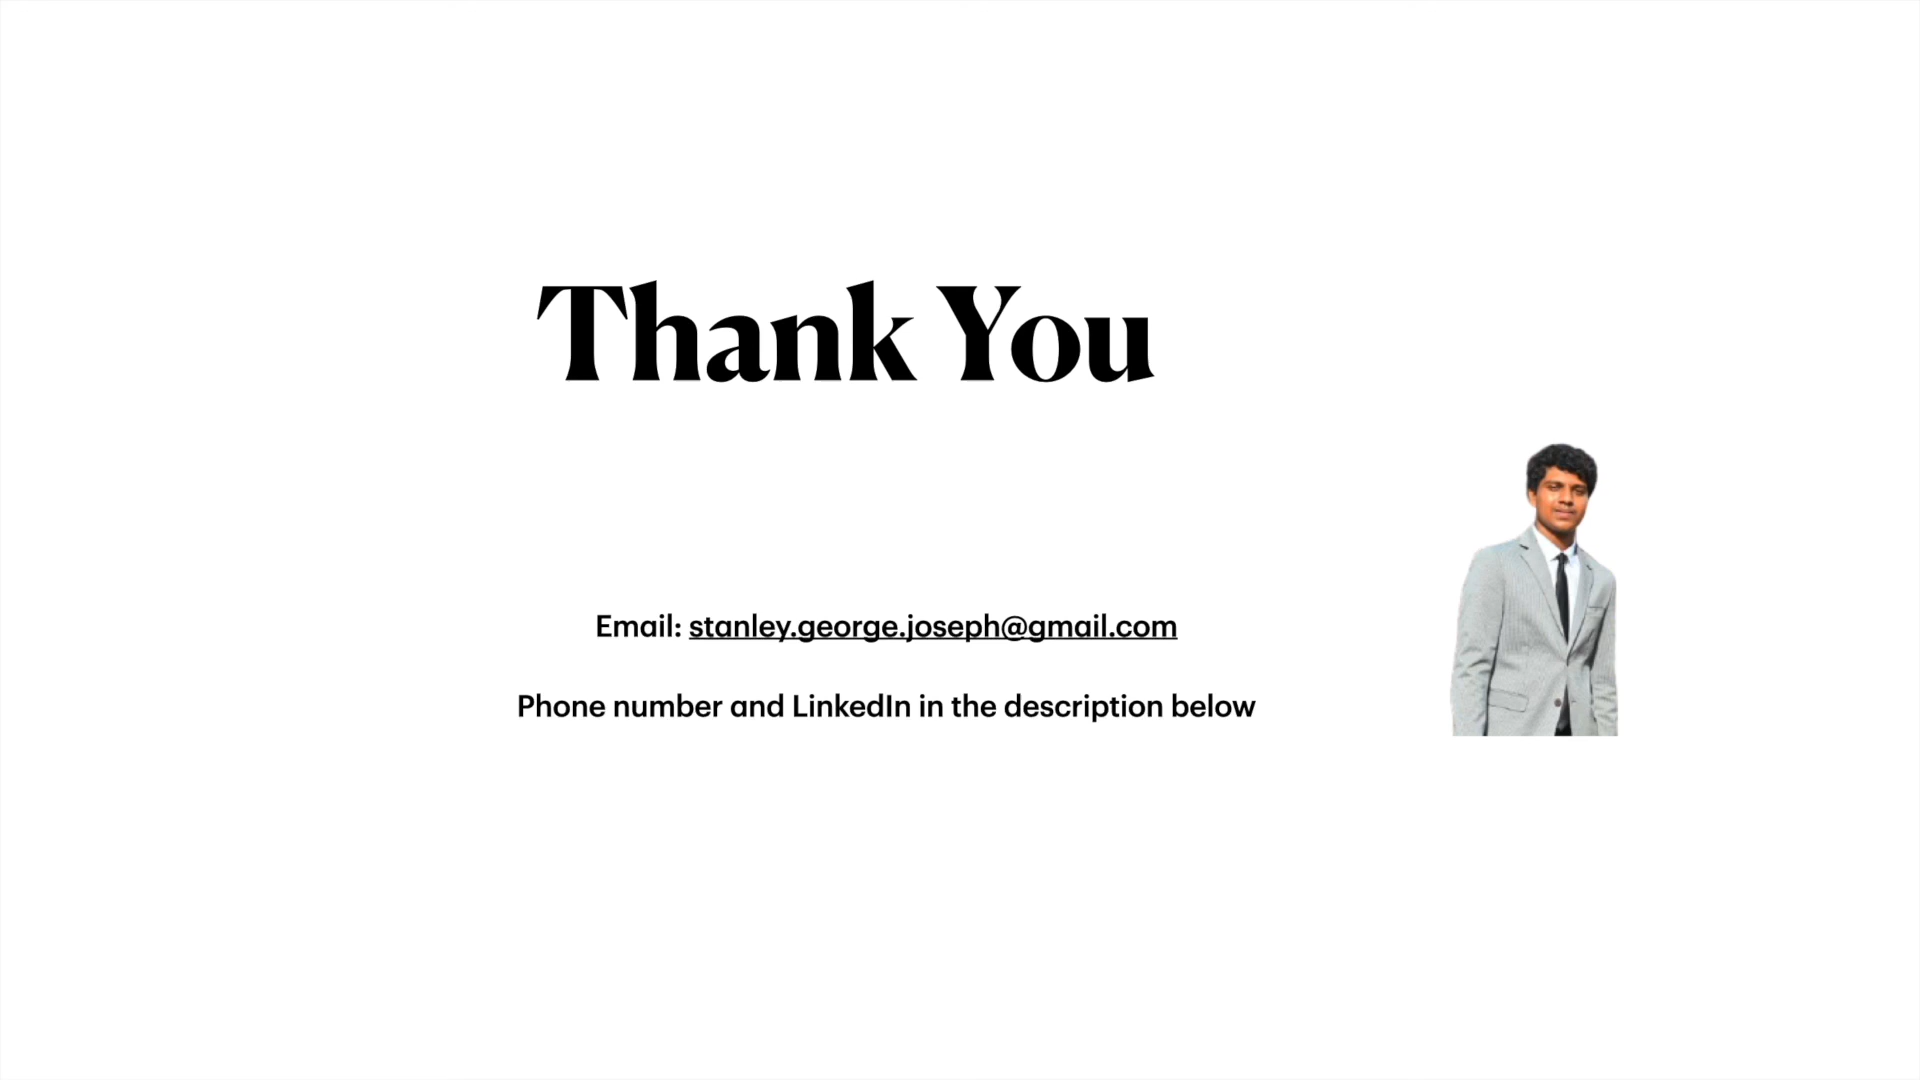 Thank You
Email: stanley.george.joseph@gmail.com
Phone number and LinkedIn in the description below